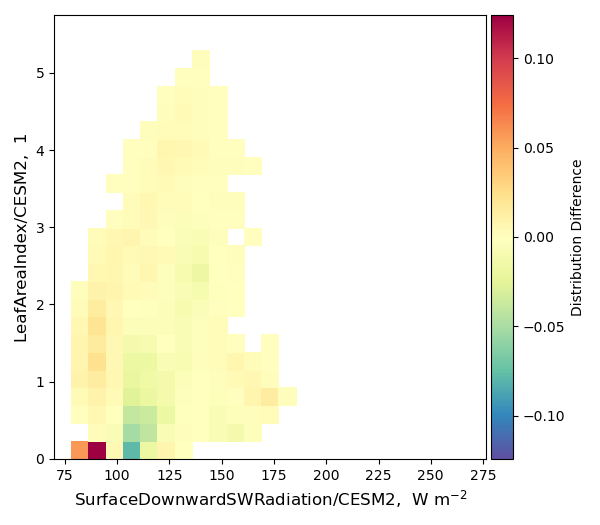 5
4
3
2
1
0
LeafAreaIndex/CESM2,  1
75 100 125 150 175 200 225 250 275
SurfaceDownwardSWRadiation/CESM2,  W m⁻²
0.10
0.05
0.00
−0.05
−0.10
Distribution Difference